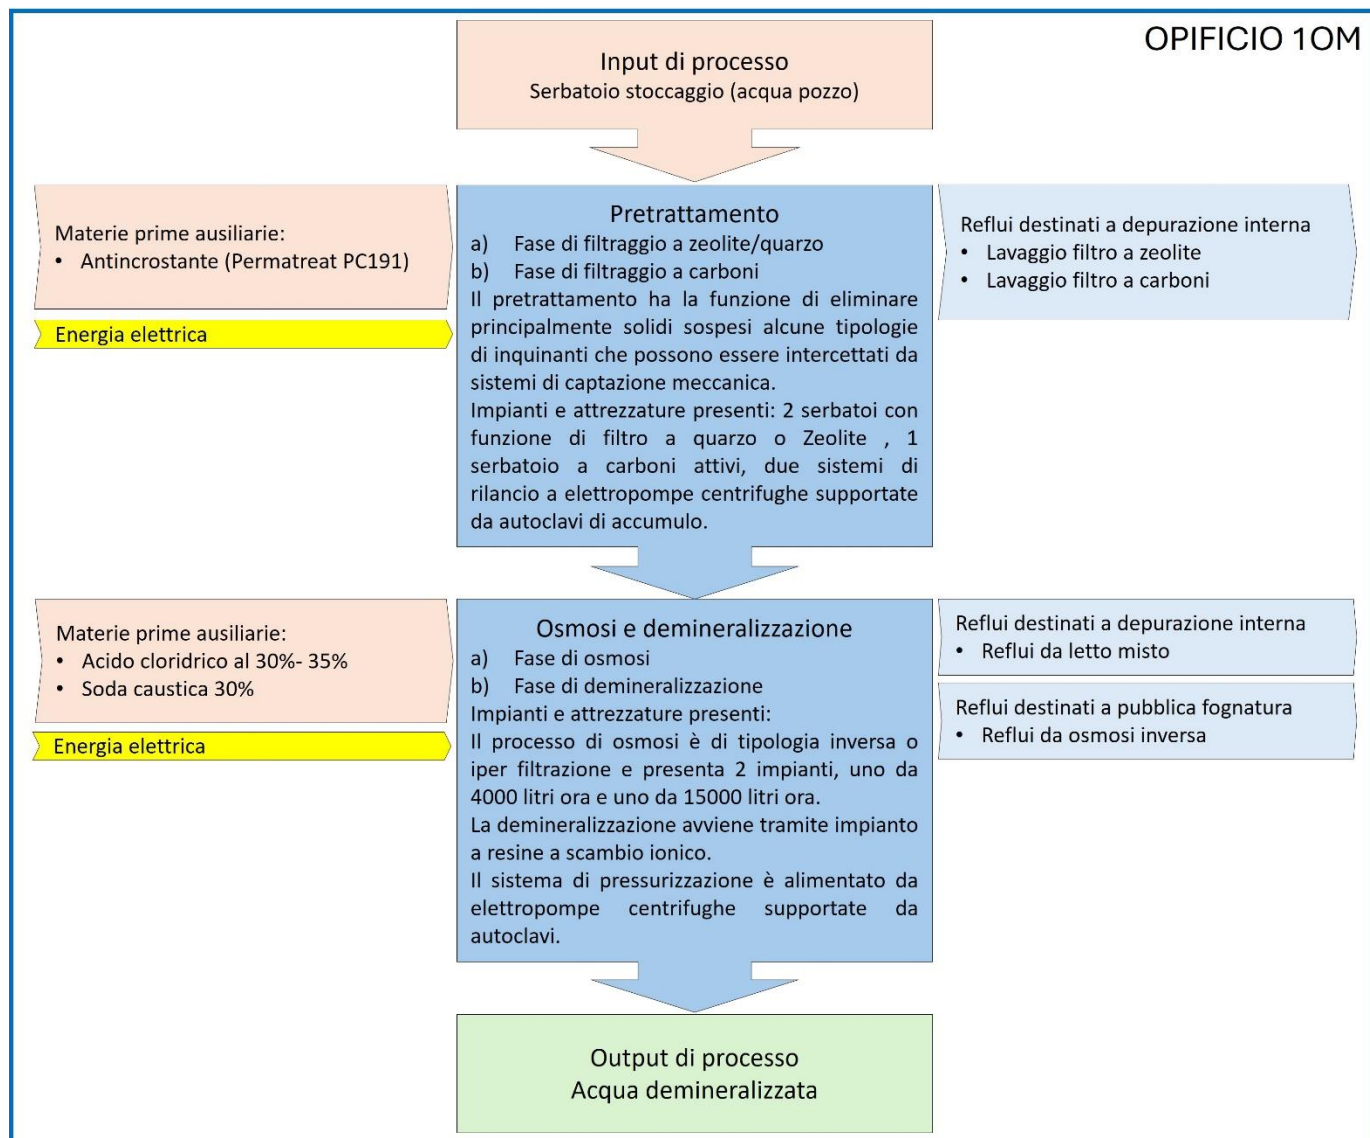 OPIFICIO 1OM
Input di processo
Serbatoio stoccaggio (acqua pozzo)
Materie prime ausiliarie:
• Antincrostante (Permatreat PC191)
Energia elettrica
Pretrattamento
a) Fase di filtraggio a zeolite/quarzo
b) Fase di filtraggio a carboni
Il pretrattamento ha la funzione di eliminare
principalmente solidi sospesi alcune tipologie
di inquinanti che possono essere intercettati da
sistemi di captazione meccanica.
Impianti e attrezzature presenti: 2 serbatoi con
funzione di filtro a quarzo o Zeolite , 1
serbatoio a carboni attivi, due sistemi di
rilancio a elettropompe centrifughe supportate
da autoclavi di accumulo.
Reflui destinati a depurazione interna
• Lavaggio filtro a zeolite
• Lavaggio filtro a carboni
Materie prime ausiliarie:
• Acido cloridrico al 30%- 35%
• Soda caustica 30%
Energia elettrica
Osmosi e demineralizzazione
a) Fase di osmosi
b) Fase di demineralizzazione
Impianti e attrezzature presenti:
Il processo di osmosi è di tipologia inversa o
iper filtrazione e presenta 2 impianti, uno da
4000 litri ora e uno da 15000 litri ora.
La demineralizzazione avviene tramite impianto
a resine a scambio ionico.
Il sistema di pressurizzazione è alimentato da
elettropompe centrifughe supportate da
autoclavi.
Reflui destinati a depurazione interna
• Reflui da letto misto
Reflui destinati a pubblica fognatura
• Reflui da osmosi inversa
Output di processo
Acqua demineralizzata